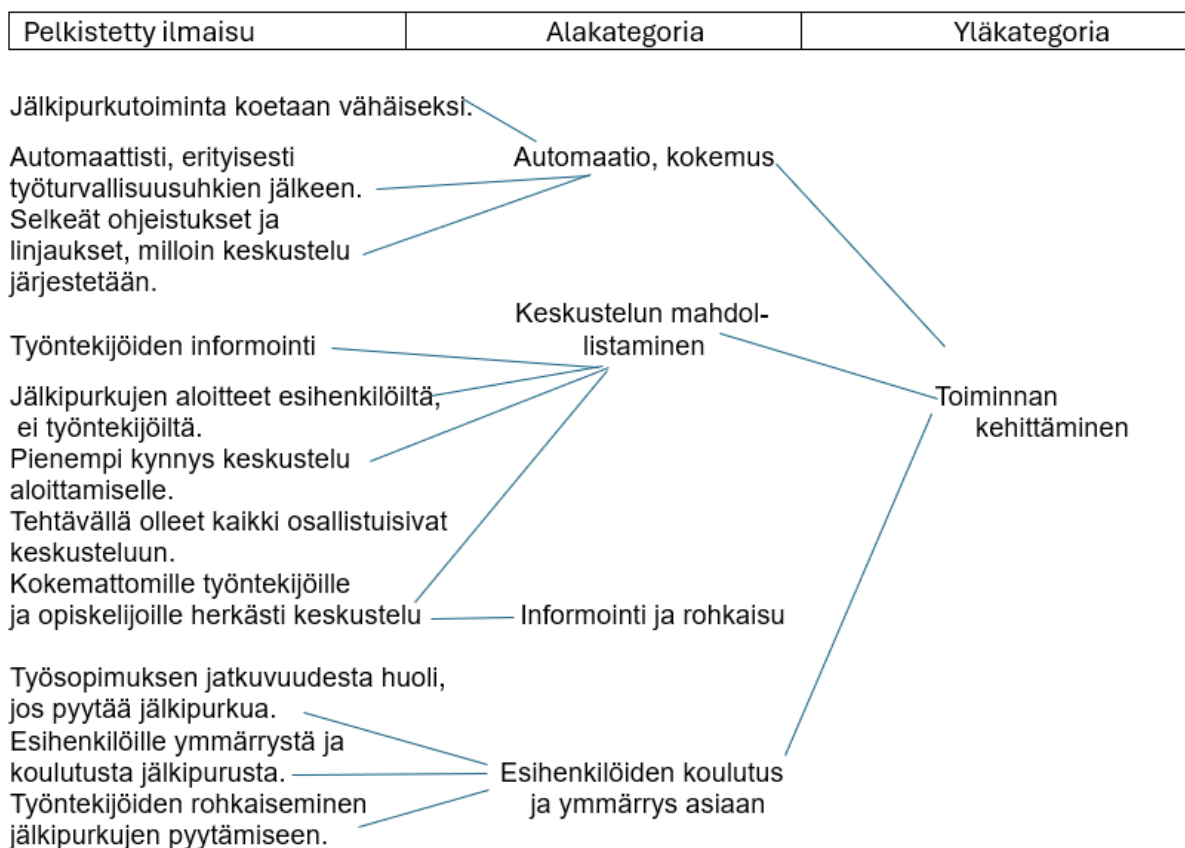 Pelkistetty ilmaisu
Alakategoria
Yläkategoria
Jälkipurkutoiminta koetaan vähäiseksi.
Automaattisti, erityisesti
työturvallisuusuhkien jälkeen.
Selkeät ohjeistukset ja
linjaukset, milloin keskustelu
järjestetään.
Automaatio, kokemus
Työntekijöiden informointi
Jälkipurkujen aloitteet esihenkilöiltä,
ei työntekijöiltä.
Pienempi kynnys keskustelu
aloittamiselle.
Tehtävällä olleet kaikki osallistuisivat
keskusteluun.
Kokemattomille työntekijöille
ja opiskelijoille herkästi keskustelu
Keskustelun mahdol-
listaminen
Informointi ja rohkaisu
Toiminnan
kehittäminen
Työsopimuksen jatkuvuudesta huoli,
jos pyytää jälkipurkua.
Esihenkilöille ymmärrystä ja
koulutusta jälkipurusta.
Työntekijöiden rohkaiseminen
jälkipurkujen pyytämiseen.
Esihenkilöiden koulutus
ja ymmärrys asiaan